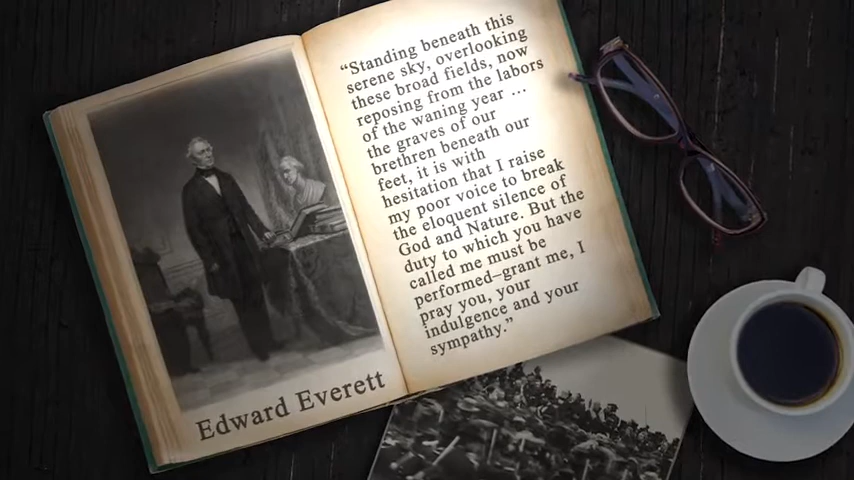 “Standing beneath this
serene sky, overlooking
these broad fields, now
reposing from the labors
of the waning year ...
the graves of our
brethren beneath our
feet, it is with
hesitation that I raise
my poor voice to break
the eloquent silence of
God and Nature. But the
duty to which you have
called me must be
performed–grant me, I
pray you, your
indulgence and your
sympathy.”
Edward Everett